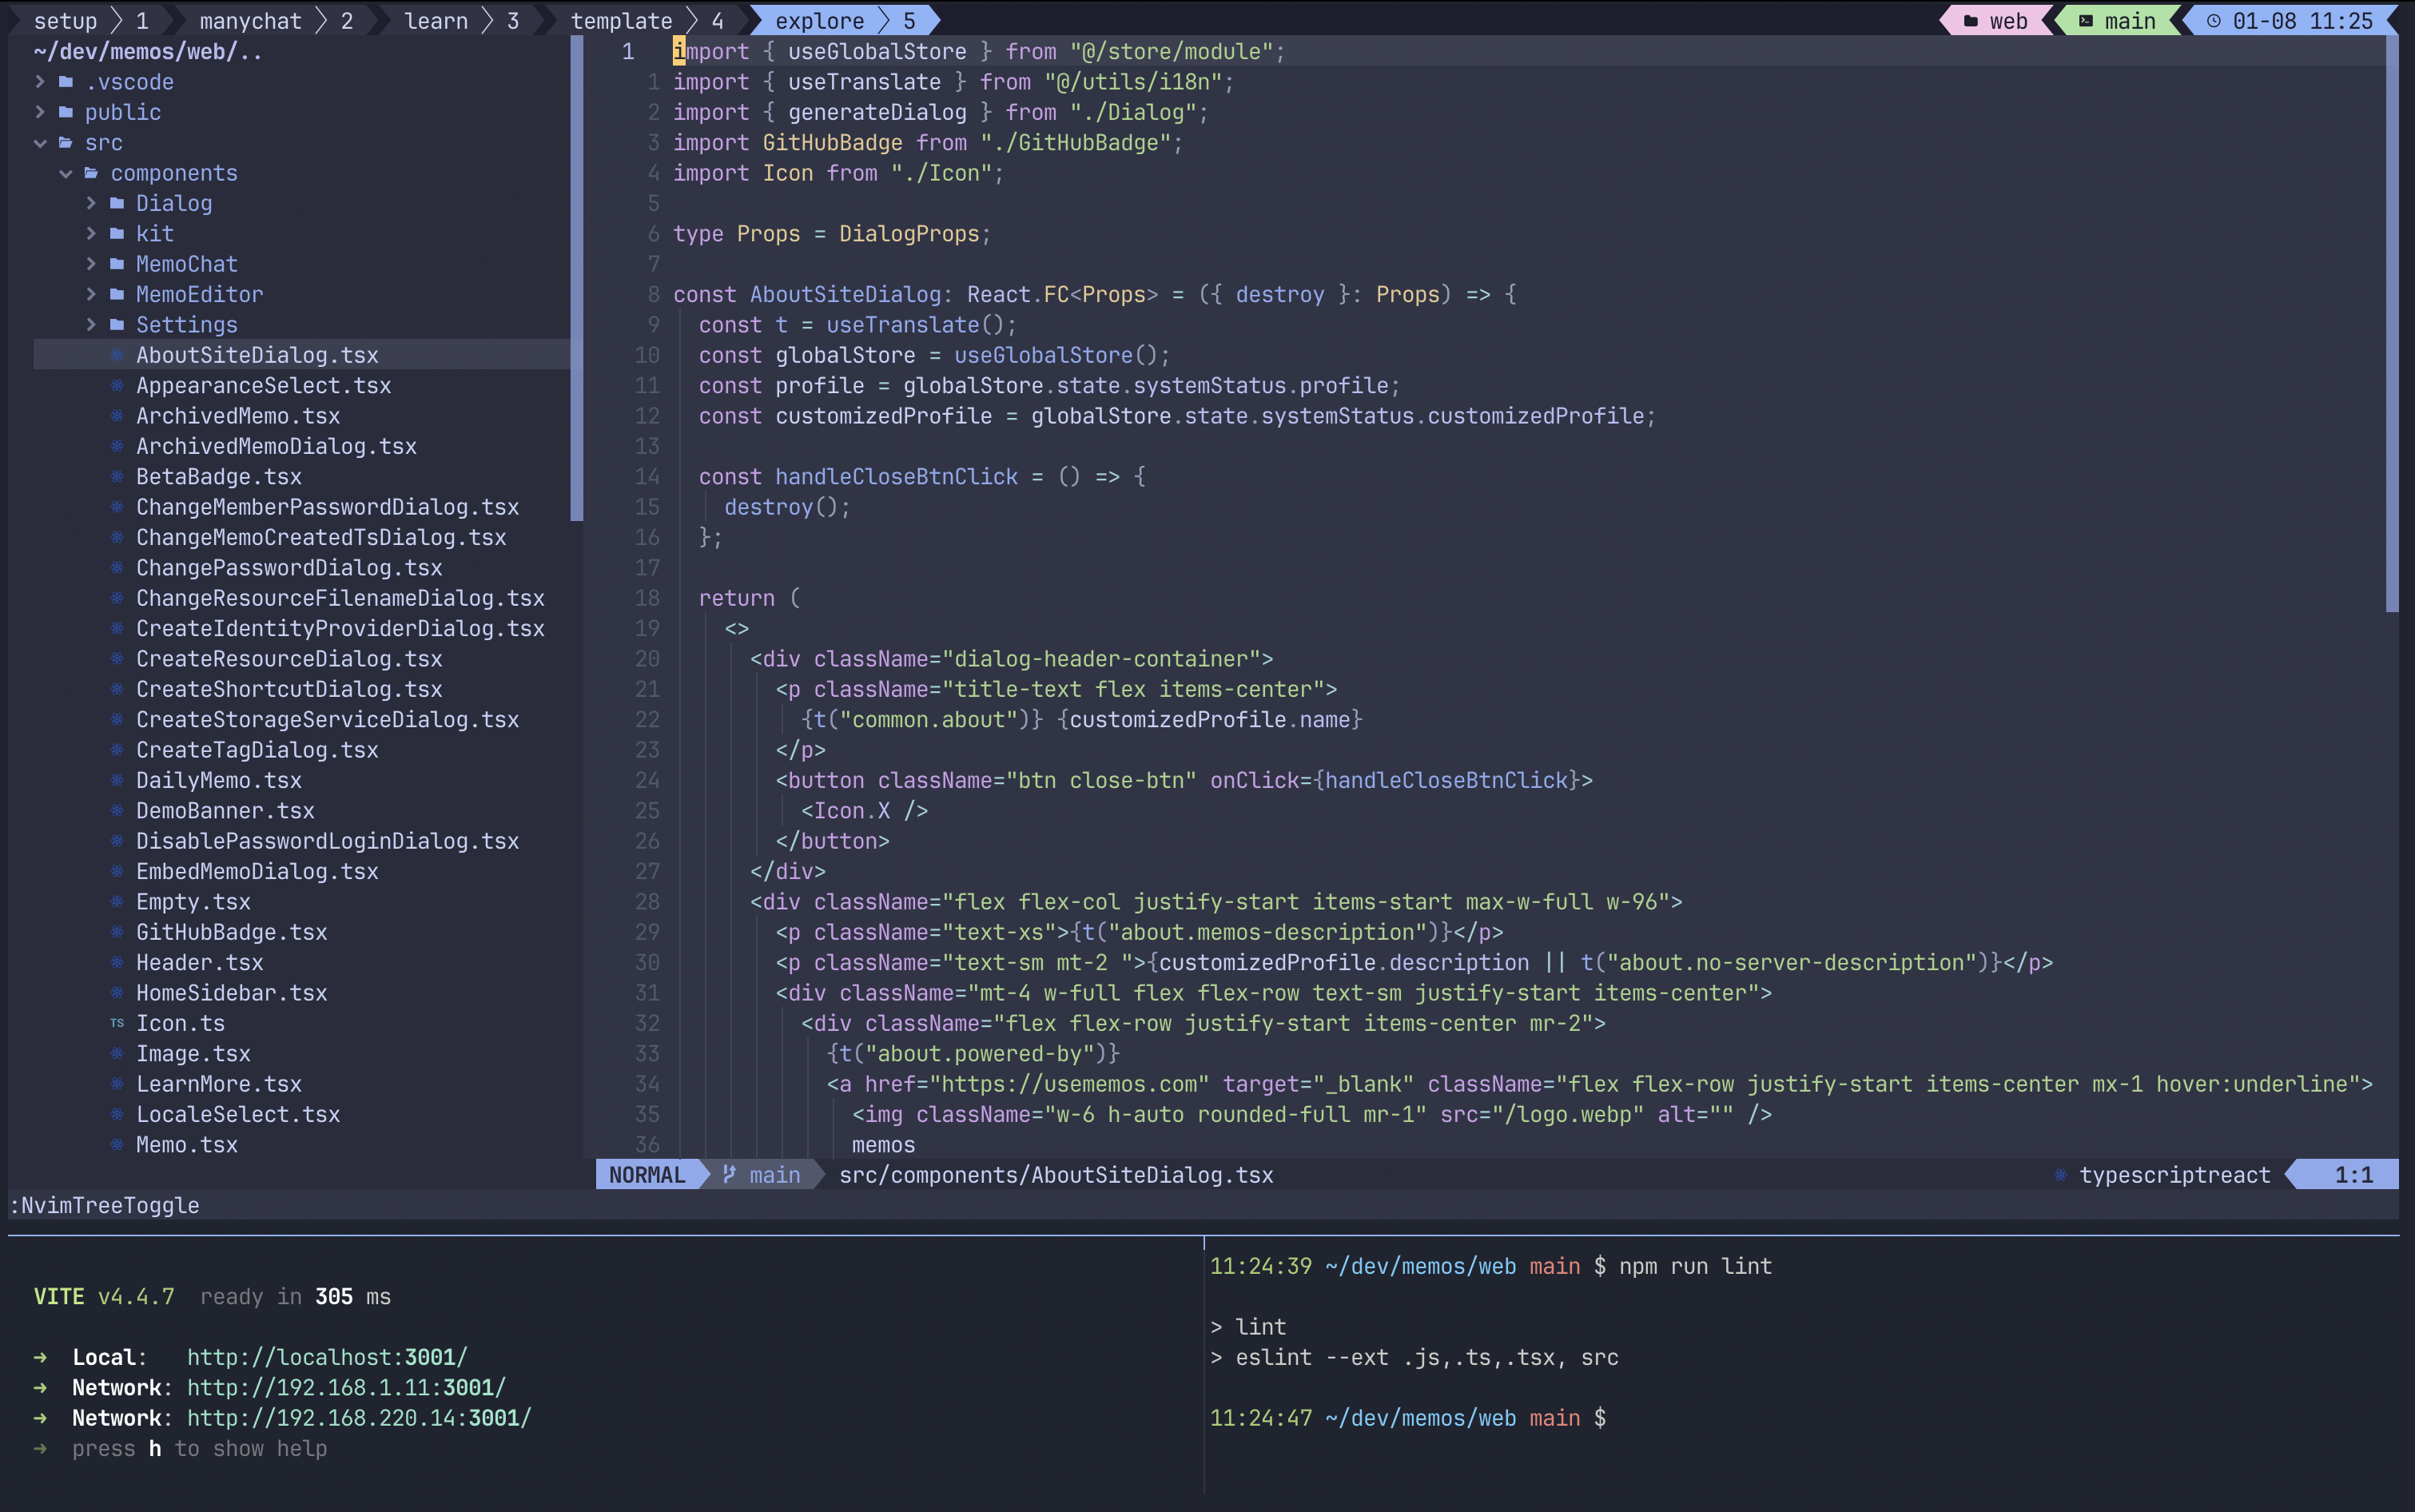 setup 1 manychat 2 learn 3 template 4 explore 5 web main 01-08 11:25
~/dev/memos/web/..
.vscode
public
src
components
Dialog
kit
MemoChat
MemoEditor
Settings
AboutSiteDialog.tsx
AppearanceSelect.tsx
ArchivedMemo.tsx
ArchivedMemoDialog.tsx
BetaBadge.tsx
ChangeMemberPasswordDialog.tsx
ChangeMemoCreatedTsDialog.tsx
ChangePasswordDialog.tsx
ChangeResourceFilenameDialog.tsx
CreateIdentityProviderDialog.tsx
CreateResourceDialog.tsx
CreateShortcutDialog.tsx
CreateStorageServiceDialog.tsx
CreateTagDialog.tsx
DailyMemo.tsx
DemoBanner.tsx
DisablePasswordLoginDialog.tsx
EmbedMemoDialog.tsx
Empty.tsx
GitHubBadge.tsx
Header.tsx
HomeSidebar.tsx
TS Icon.ts
Image.tsx
LearnMore.tsx
LocaleSelect.tsx
Memo.tsx
1 import { useGlobalStore } from "@/store/module";
1 import { useTranslate } from "@/utils/i18n";
2 import { generateDialog } from "./Dialog";
3 import GitHubBadge from "./GitHubBadge";
4 import Icon from "./Icon";
5
6 type Props = DialogProps;
7
8 const AboutSiteDialog: React.FC<Props> = ({ destroy }: Props) => {
9 const t = useTranslate();
10 const globalStore = useGlobalStore();
11 const profile = globalStore.state.systemStatus.profile;
12 const customizedProfile = globalStore.state.systemStatus.customizedProfile;
13
14 const handleCloseBtnClick = () => {
15 destroy();
16 };
17
18 return (
19 <>
20 <div className="dialog-header-container">
21 <p className="title-text flex items-center">
22 {t("common.about")} {customizedProfile.name}
23 </p>
24 <button className="btn close-btn" onClick={handleCloseBtnClick}>
25 <Icon.X />
26 </button>
27 </div>
28 <div className="flex flex-col justify-start items-start max-w-full w-96">
29 <p className="text-xs">{t("about.memos-description")}</p>
30 <p className="text-sm mt-2 ">{customizedProfile.description || t("about.no-server-description")}</p>
31 <div className="mt-4 w-full flex flex-row text-sm justify-start items-center">
32 <div className="flex flex-row justify-start items-center mr-2">
33 {t("about.powered-by")}
34 <a href="https://usememos.com" target="_blank" className="flex flex-row justify-start items-center mx-1 hover:underline">
35 <img className="w-6 h-auto rounded-full mr-1" src="/logo.webp" alt="" />
36 memos
NORMAL main src/components/AboutSiteDialog.tsx typescriptreact 1:1
:NvimTreeToggle
VITE v4.4.7 ready in 305 ms
➜ Local: http://localhost:3001/
➜ Network: http://192.168.1.11:3001/
➜ Network: http://192.168.220.14:3001/
➜ press h to show help
11:24:39 ~/dev/memos/web main $ npm run lint
> lint
> eslint --ext .js,.ts,.tsx, src
11:24:47 ~/dev/memos/web main $